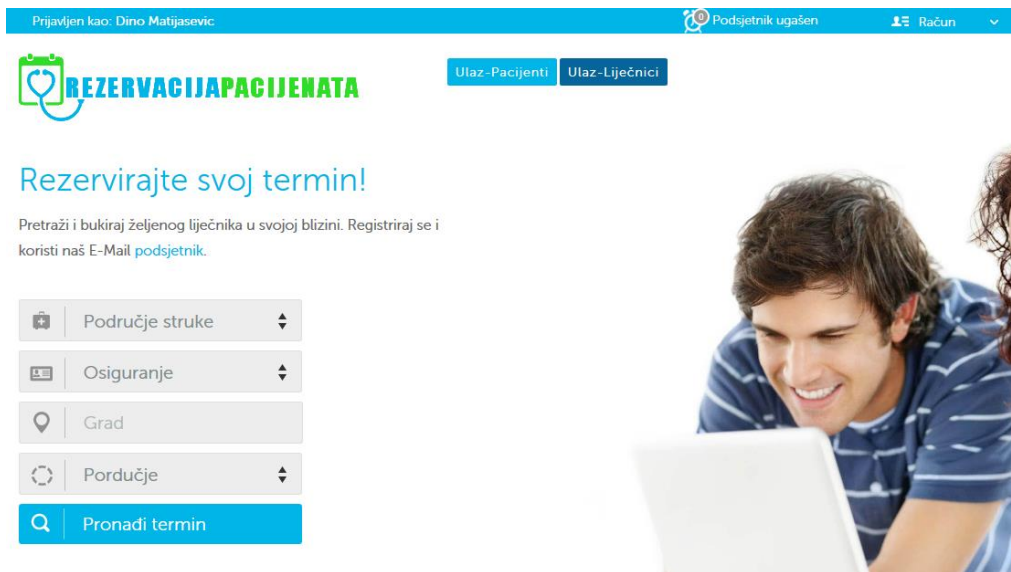 Prijavljen kao: Dino Matijasevic
0
Podsjetnik ugašen
Račun
REZERVACIJAPACIJENATA
Ulaz-Pacijenti
Ulaz-Liječnici
Rezervirajte svoj termin!
Pretraži i bukiraj željenog liječnika u svojoj blizini. Registriraj se i
koristi naš E-Mail podsjetnik.
Područje struke
Osiguranje
Grad
Pordučje
Pronađi termin